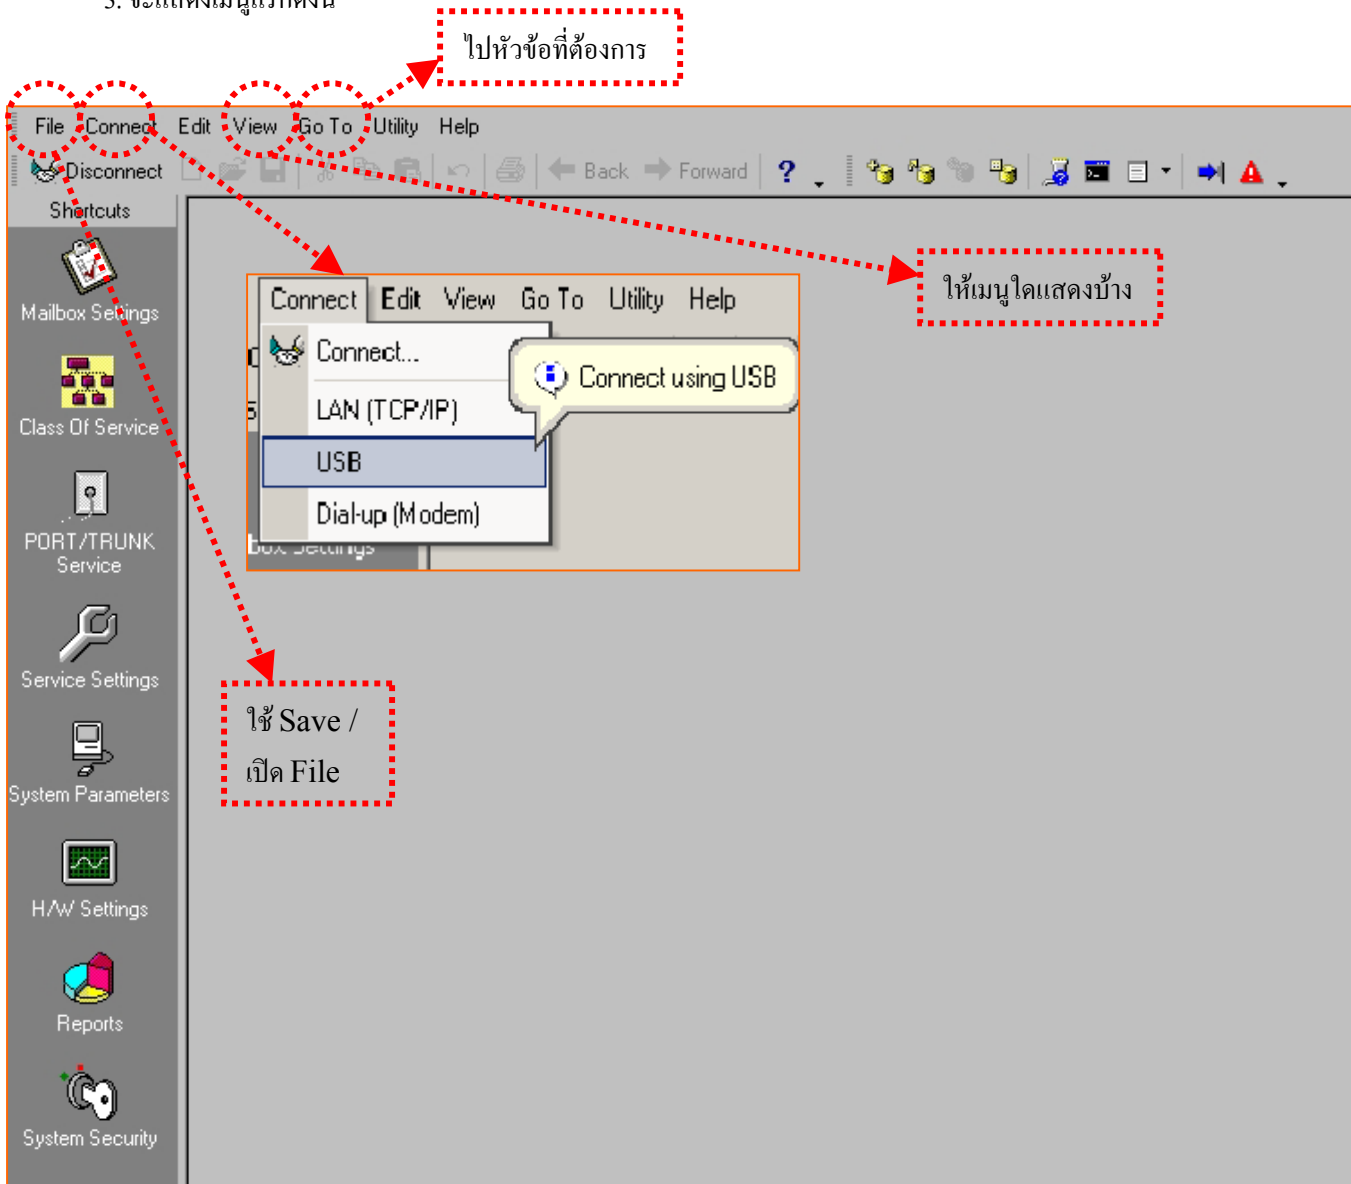 ไปหัวข้อที่ต้องการ
File Connect Edit View Go To Utility Help
Disconnect Back Forward ?
Shortcuts
Mailbox Settings
Class Of Service
PORT/TRUNK
Service
Service Settings
System Parameters
H/W Settings
Reports
System Security
ให้เมนูใดแสดงบ้าง
Connect Edit View Go To Utility Help
Connect...
LAN (TCP/IP)
USB
Dial-up (Modem)
Connect using USB
ใช้ Save /
เปิด File